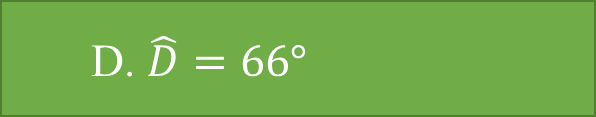 D. D̂ = 66°